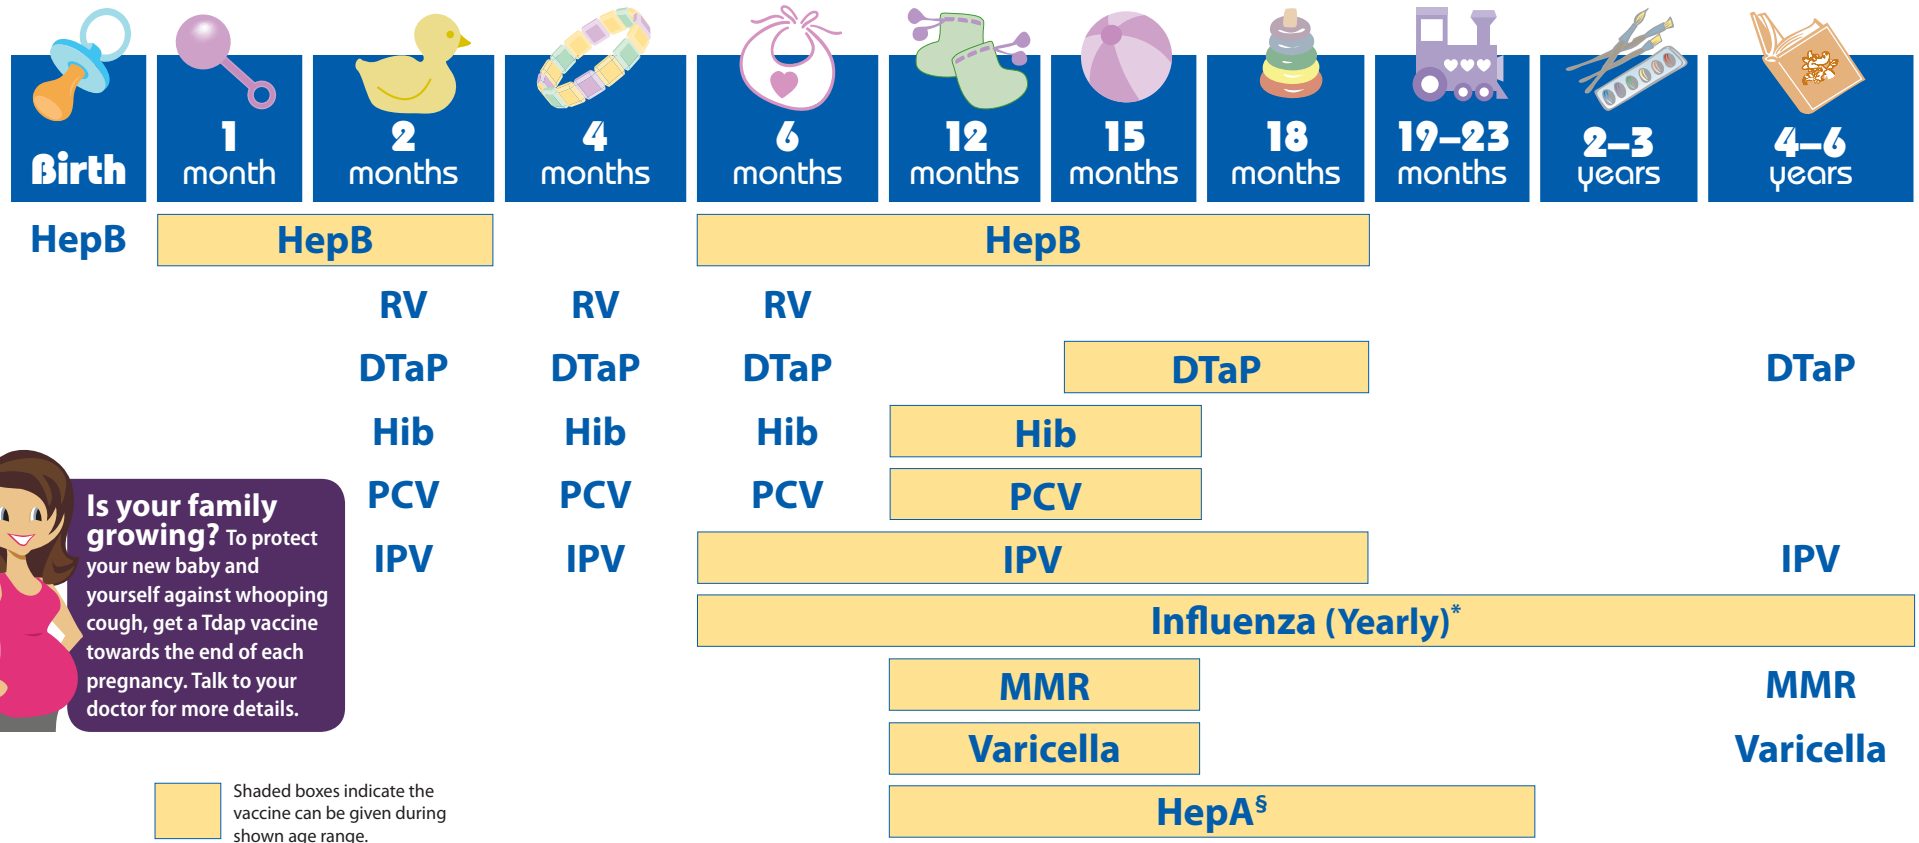 Birth
1
month
2
months
4
months
6
months
12
months
15
months
18
months
19–23
months
2–3
years
4–6
years
HepB HepB HepB
RV RV RV
DTaP DTaP DTaP DTaP DTaP
Hib Hib Hib Hib
PCV PCV PCV PCV
IPV IPV IPV IPV
Influenza (Yearly)*
MMR MMR
Varicella Varicella
HepA§
Is your family
growing? To protect
your new baby and
yourself against whooping
cough, get a Tdap vaccine
towards the end of each
pregnancy. Talk to your
doctor for more details.
Shaded boxes indicate the
vaccine can be given during
shown age range.